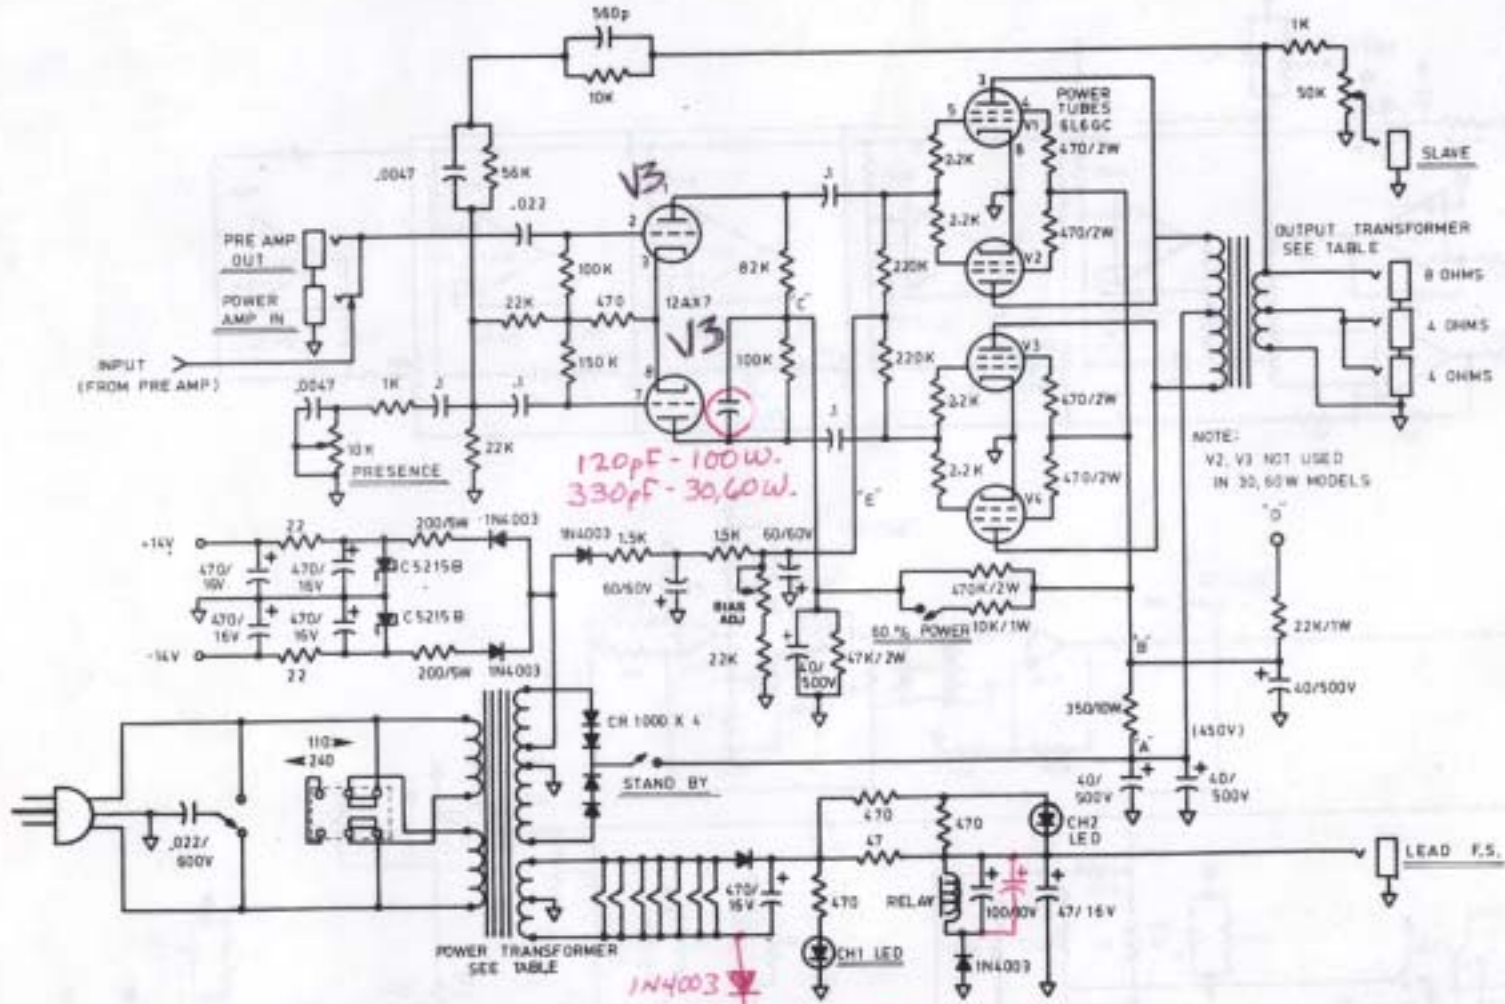 560p
10K
1K
50K
SLAVE
.0047
56K
V3
.022
2
3
PRE AMP
OUT
POWER
AMP IN
INPUT
(FROM PRE AMP)
100K
22K
470
12AX7
V3
150K
8
7
82K
"C"
100K
.1
220K
220K
.1
3
5
4
8
POWER
TUBES
6L6GC
V1
2.2K
470/2W
2.2K
470/2W
V2
V3
2.2K
470/2W
2.2K
470/2W
V4
OUTPUT TRANSFORMER
SEE TABLE
8 OHMS
4 OHMS
4 OHMS
NOTE:
V2, V3 NOT USED
IN 30,60W MODELS
.0047
1K
.1
.1
10K
PRESENCE
22K
120pF - 100W.
330pF - 30,60W.
"E"
"D"
22K/1W
40/500V
+14V
22
200/5W
1N4003
470/
16V
470/
16V
C5215B
470/
16V
470/
16V
C5215B
-14V
22
200/5W
1N4003
1N4003
1.5K
1.5K
60/60V
60/60V
BIAS
ADJ
22K
470K/2W
60 % POWER
10K/1W
40/
500V
47K/2W
"B"
350/10W
"A"
(450V)
40/
500V
40/
500V
110
240
.022/
600V
CR 1000 X 4
STAND BY
POWER TRANSFORMER
SEE TABLE
470/
16V
470
470
CH2
LED
47
470
RELAY
100/10V
47/16V
CH1 LED
1N4003
1N4003
LEAD F.S.